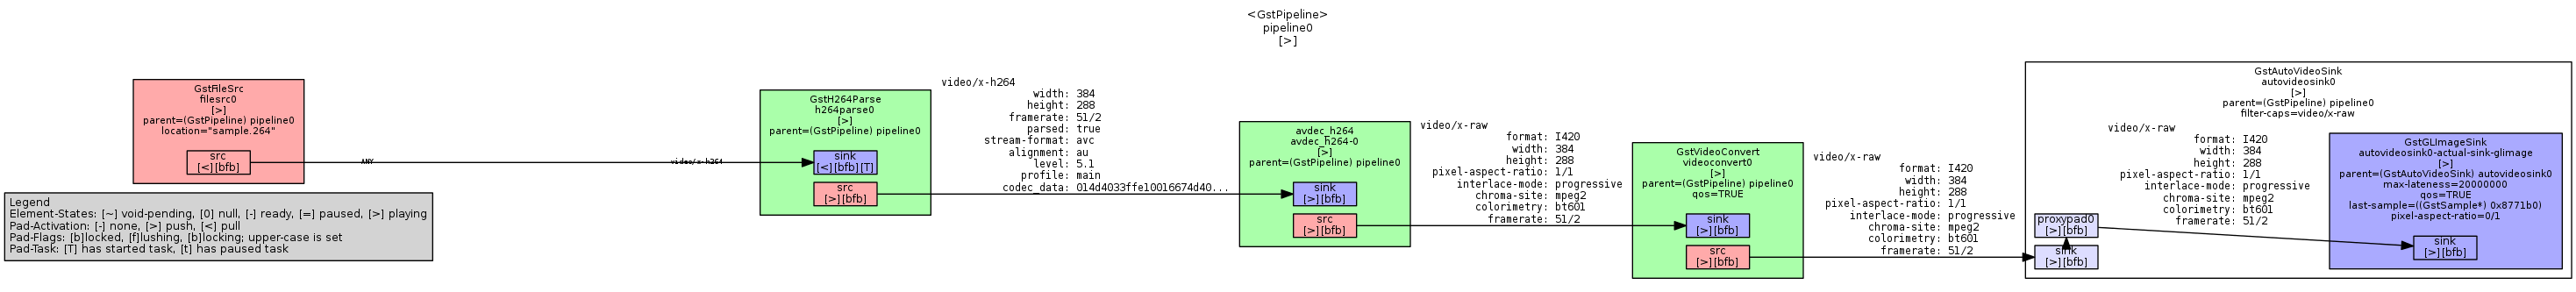 <GstPipeline>
pipeline0
[>]
GstFileSrc
filesrc0
[>]
parent=(GstPipeline) pipeline0
location="sample.264"
src
[<][bfb]
ANY
video/x-h264
Legend
Element-States: [~] void-pending, [0] null, [-] ready, [=] paused, [>] playing
Pad-Activation: [-] none, [>] push, [<] pull
Pad-Flags: [b]locked, [f]lushing, [b]locking; upper-case is set
Pad-Task: [T] has started task, [t] has paused task
GstH264Parse
h264parse0
[>]
parent=(GstPipeline) pipeline0
sink
[<][bfb][T]
src
[>][bfb]
video/x-h264
width: 384
height: 288
framerate: 51/2
parsed: true
stream-format: avc
alignment: au
level: 5.1
profile: main
codec_data: 014d4033ffe10016674d40...
avdec_h264
avdec_h264-0
[>]
parent=(GstPipeline) pipeline0
sink
[>][bfb]
src
[>][bfb]
video/x-raw
format: I420
width: 384
height: 288
pixel-aspect-ratio: 1/1
interlace-mode: progressive
chroma-site: mpeg2
colorimetry: bt601
framerate: 51/2
GstVideoConvert
videoconvert0
[>]
parent=(GstPipeline) pipeline0
qos=TRUE
sink
[>][bfb]
src
[>][bfb]
video/x-raw
format: I420
width: 384
height: 288
pixel-aspect-ratio: 1/1
interlace-mode: progressive
chroma-site: mpeg2
colorimetry: bt601
framerate: 51/2
GstAutoVideoSink
autovideosink0
[>]
parent=(GstPipeline) pipeline0
filter-caps=video/x-raw
proxypad0
[>][bfb]
sink
[>][bfb]
video/x-raw
format: I420
width: 384
height: 288
pixel-aspect-ratio: 1/1
interlace-mode: progressive
chroma-site: mpeg2
colorimetry: bt601
framerate: 51/2
GstGLImageSink
autovideosink0-actual-sink-glimage
[>]
parent=(GstAutoVideoSink) autovideosink0
max-lateness=20000000
qos=TRUE
last-sample=((GstSample*) 0x8771b0)
pixel-aspect-ratio=0/1
sink
[>][bfb]